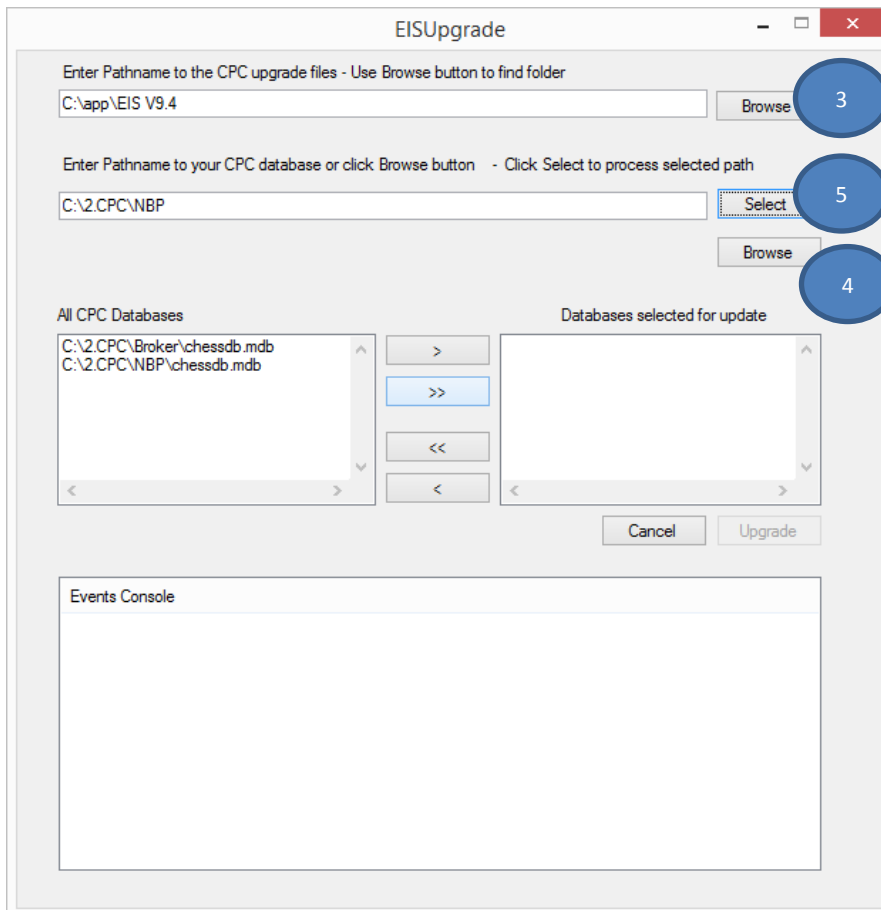 EISUpgrade
Enter Pathname to the CPC upgrade files - Use Browse button to find folder
C:\app\EIS V9.4
Browse
3
Enter Pathname to your CPC database or click Browse button - Click Select to process selected path
C:\2.CPC\NBP
Select
5
Browse
4
All CPC Databases
Databases selected for update
C:\2.CPC\Broker\chessdb.mdb
C:\2.CPC\NBP\chessdb.mdb
>
>>
<<
<
Cancel
Upgrade
Events Console